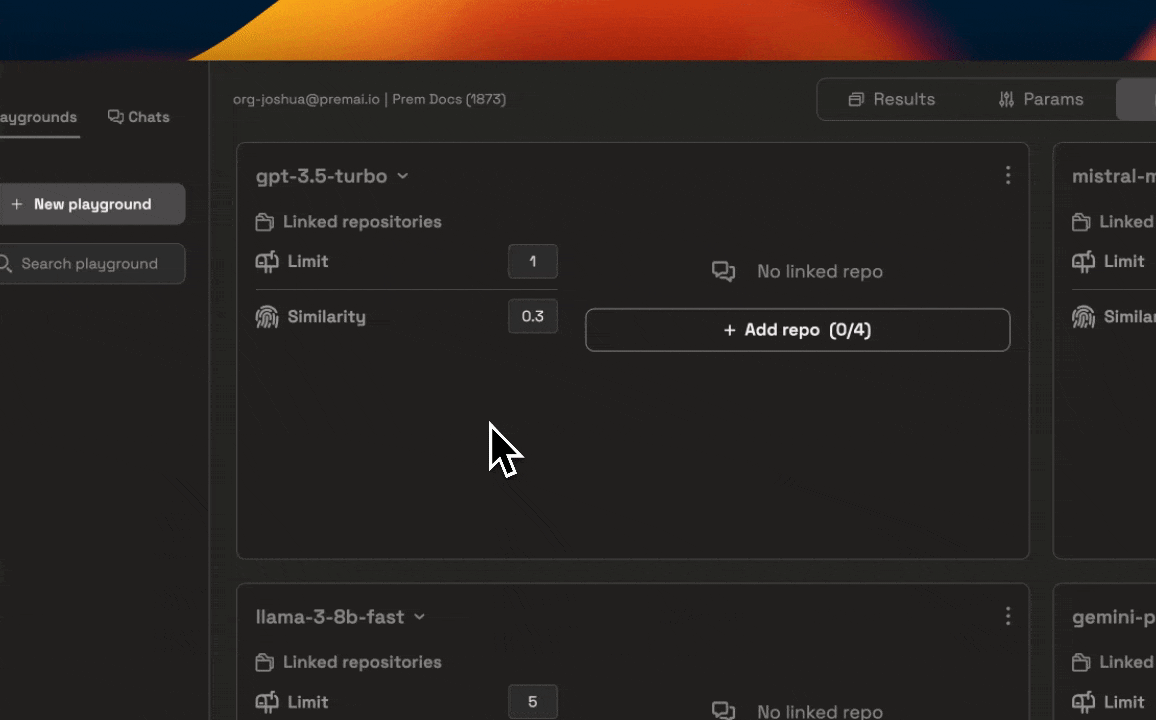 org-joshua@premai.io | Prem Docs (1873)
Results
Params
aygrounds
Chats
+ New playground
Search playground
gpt-3.5-turbo
Linked repositories
Limit
1
Similarity
0.3
No linked repo
+ Add repo (0/4)
mistral-m
Linked
Limit
Similar
llama-3-8b-fast
Linked repositories
Limit
5
No linked repo
gemini-p
Linked
Limit